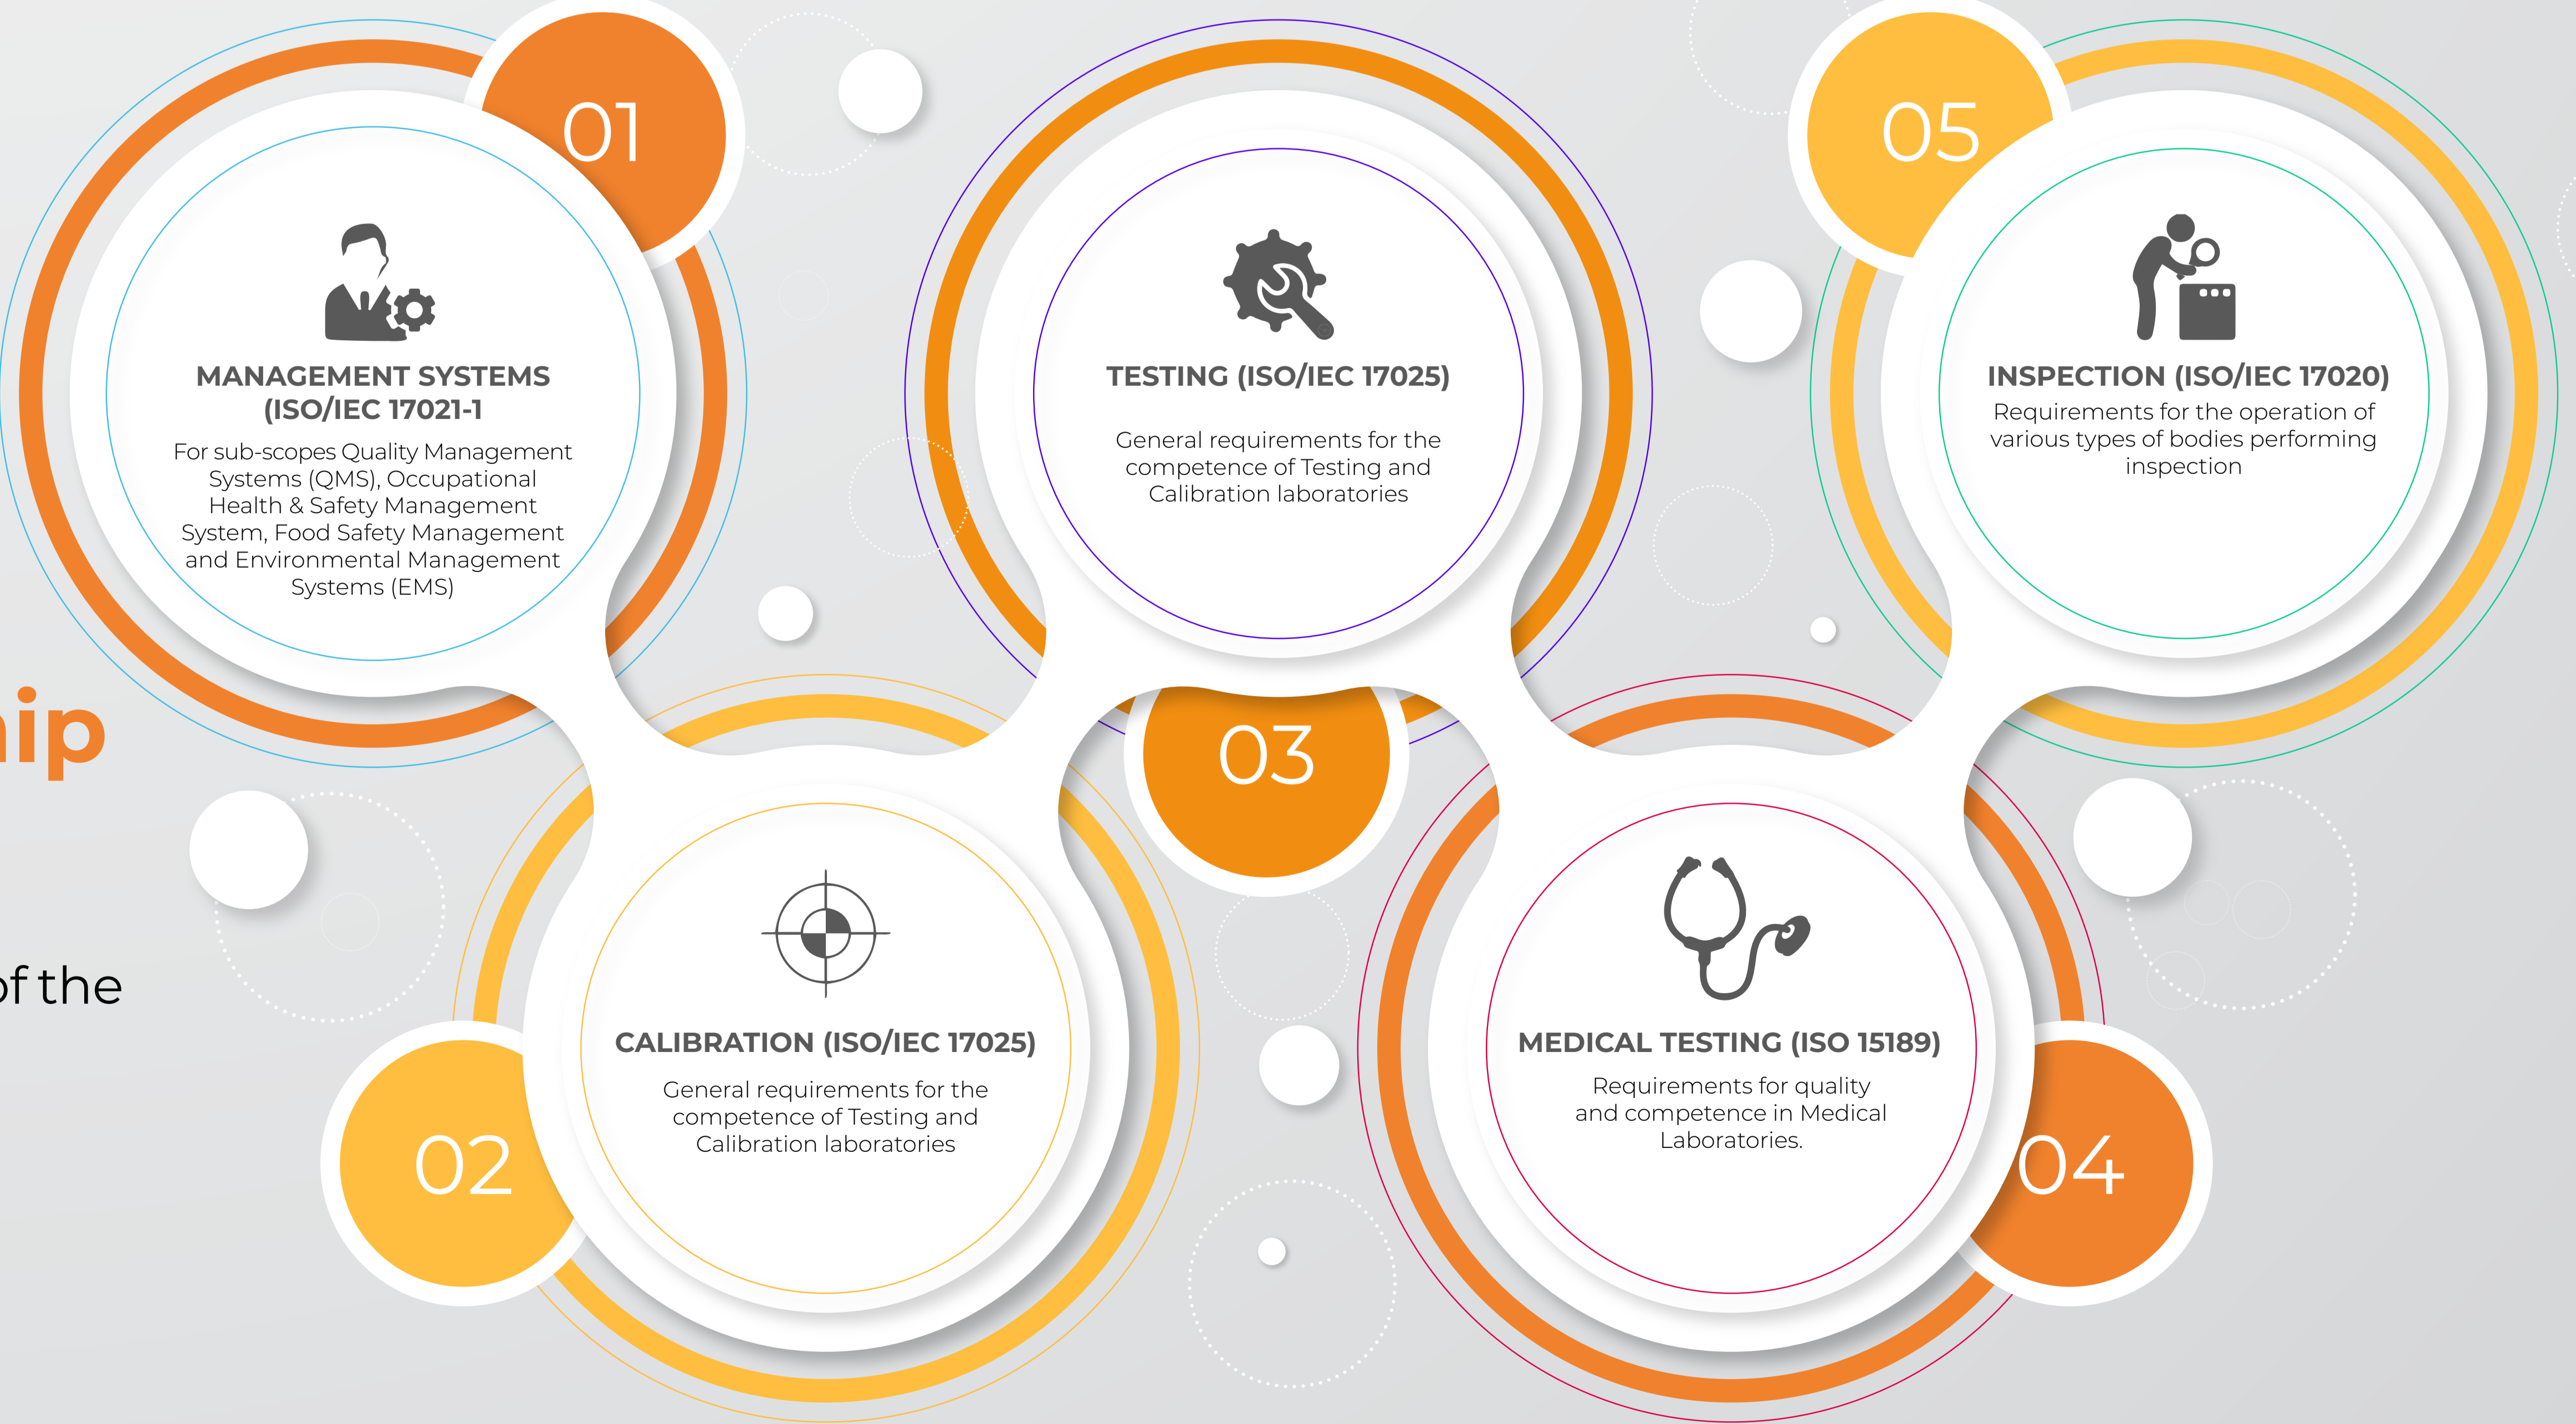 01
MANAGEMENT SYSTEMS
(ISO/IEC 17021-1
For sub-scopes Quality Management
Systems (QMS), Occupational
Health & Safety Management
System, Food Safety Management
and Environmental Management
Systems (EMS)
02
CALIBRATION (ISO/IEC 17025)
General requirements for the
competence of Testing and
Calibration laboratories
03
TESTING (ISO/IEC 17025)
General requirements for the
competence of Testing and
Calibration laboratories
04
MEDICAL TESTING (ISO 15189)
Requirements for quality
and competence in Medical
Laboratories.
05
INSPECTION (ISO/IEC 17020)
Requirements for the operation of
various types of bodies performing
inspection
of the